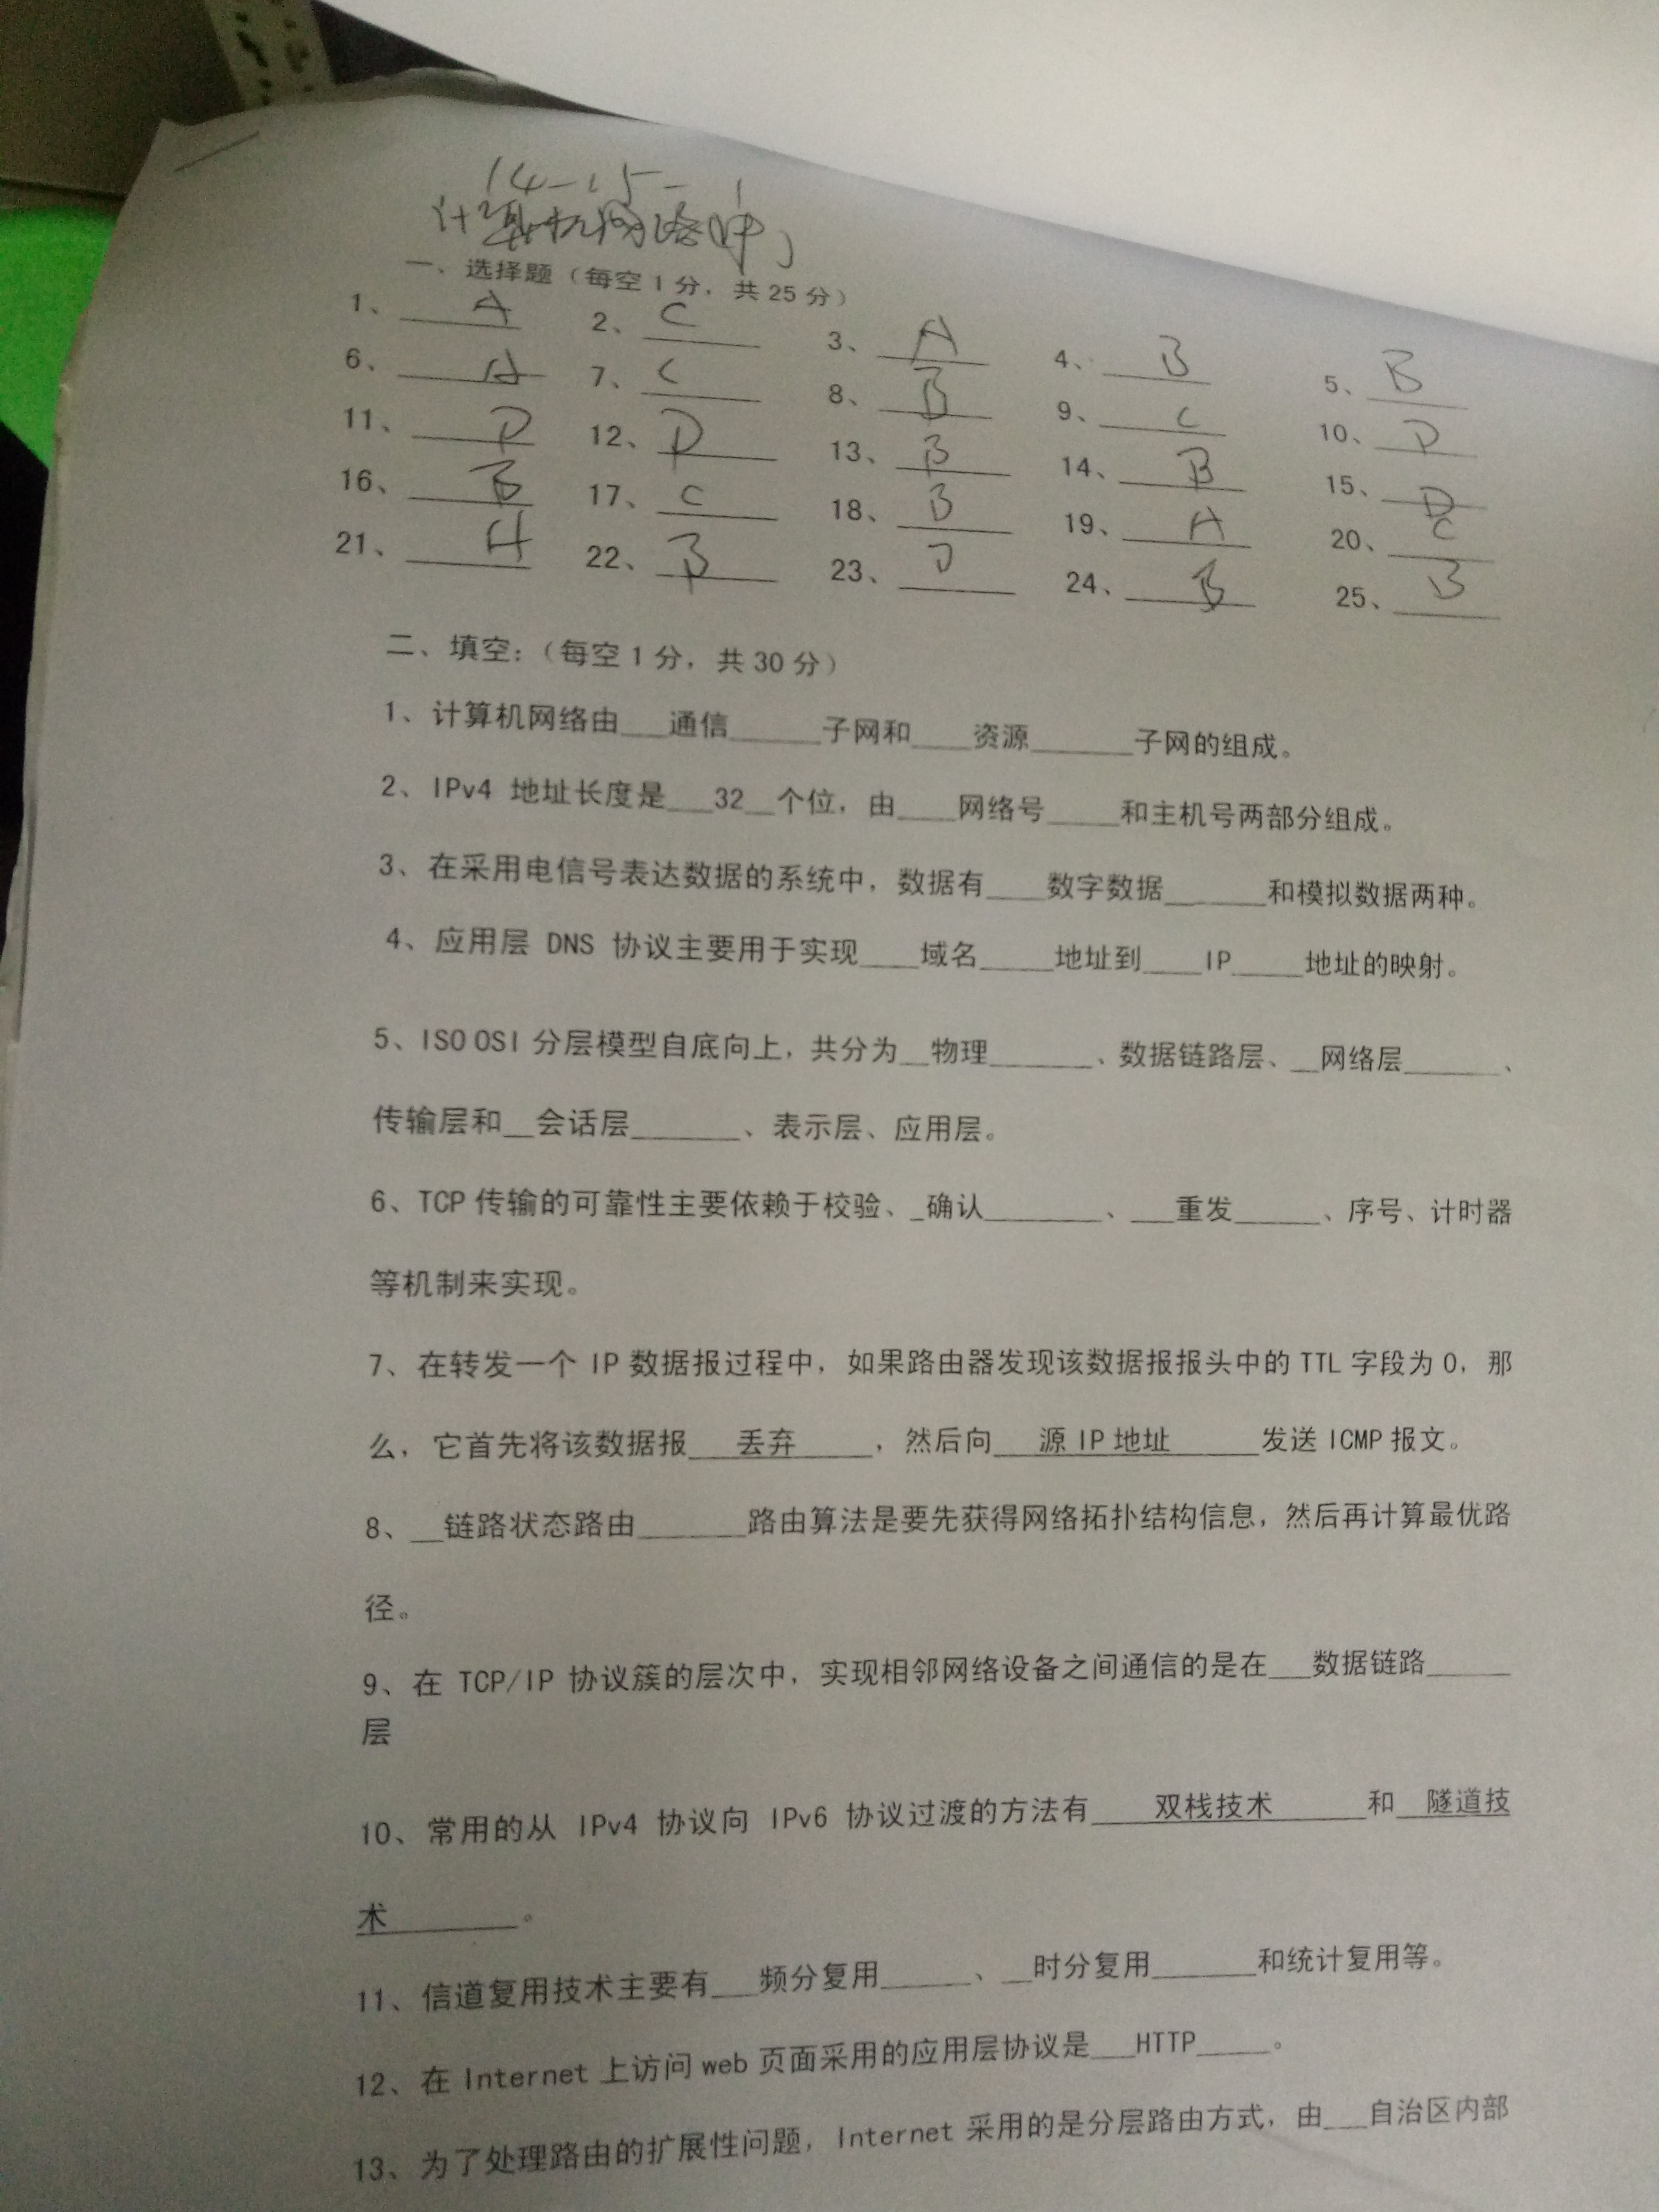 14-15-1
计算机网络(申)
一、选择题（每空1分，共25分）
1、 A 2、 C 3、 A 4、 B 5、 B
6、 A 7、 C 8、 B 9、 C 10、 D
11、 D 12、 D 13、 B 14、 B 15、 D
16、 B 17、 C 18、 B 19、 A 20、 C
21、 A 22、 B 23、 D 24、 B 25、 B
二、填空：（每空1分，共30分）
1、计算机网络由___通信______子网和____资源_______子网的组成。
2、IPv4 地址长度是___32__个位，由____网络号_____和主机号两部分组成。
3、在采用电信号表达数据的系统中，数据有____数字数据_______和模拟数据两种。
4、应用层 DNS 协议主要用于实现____域名_____地址到____IP_____地址的映射。
5、ISO OSI 分层模型自底向上，共分为__物理_______、数据链路层、__网络层______、
传输层和__会话层_______、表示层、应用层。
6、TCP 传输的可靠性主要依赖于校验、_确认________、___重发______、序号、计时器
等机制来实现。
7、在转发一个 IP 数据报过程中，如果路由器发现该数据报报头中的 TTL 字段为 0，那
么，它首先将该数据报___丢弃_____，然后向___源 IP 地址______发送 ICMP 报文。
8、__链路状态路由_______路由算法是要先获得网络拓扑结构信息，然后再计算最优路
径。
9、在 TCP/IP 协议簇的层次中，实现相邻网络设备之间通信的是在___数据链路______
层
10、常用的从 IPv4 协议向 IPv6 协议过渡的方法有____双栈技术______和__隧道技
术_________。
11、信道复用技术主要有___频分复用______、__时分复用_______和统计复用等。
12、在 Internet 上访问 web 页面采用的应用层协议是___HTTP_____。
13、为了处理路由的扩展性问题，Internet 采用的是分层路由方式，由___自治区内部